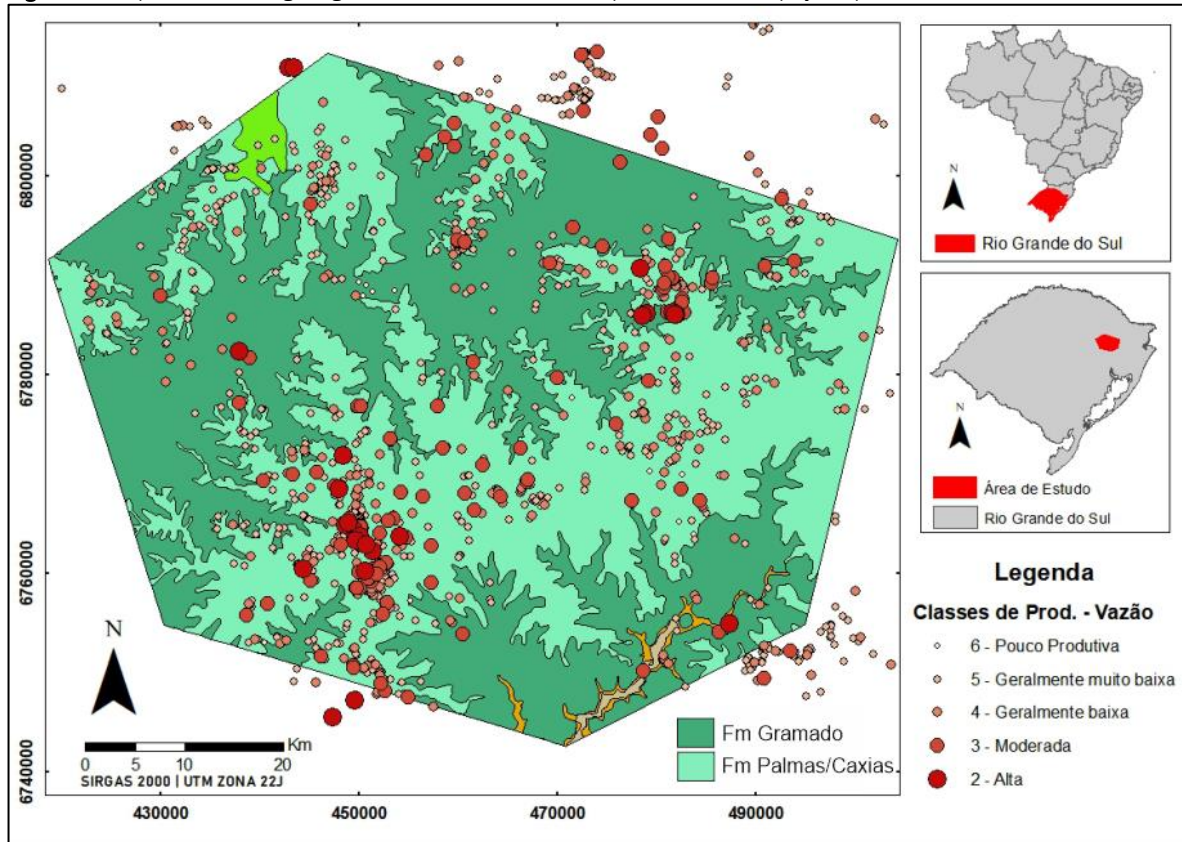 6800000
6780000
6760000
6740000
430000
450000
470000
490000
N
0 5 10 20 Km
SIRGAS 2000 | UTM ZONA 22J
Fm Gramado
Fm Palmas/Caxias
N
Rio Grande do Sul
N
Área de Estudo
Rio Grande do Sul
Legenda
Classes de Prod. - Vazão
6 - Pouco Produtiva
5 - Geralmente muito baixa
4 - Geralmente baixa
3 - Moderada
2 - Alta